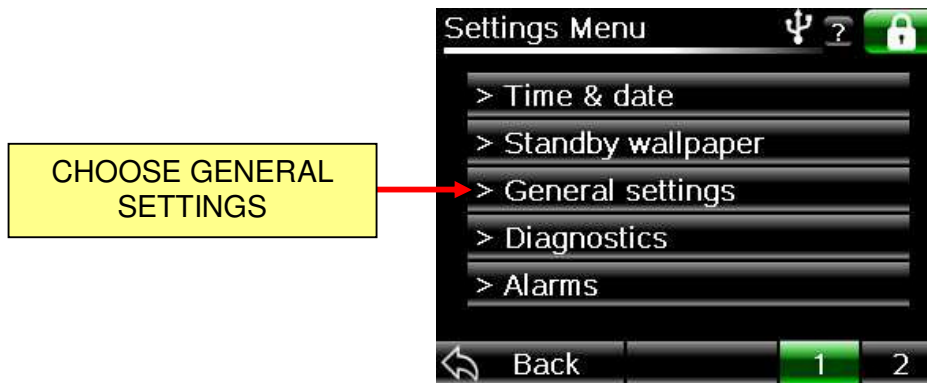 Settings Menu ?
> Time & date
> Standby wallpaper
CHOOSE GENERAL
SETTINGS
> General settings
> Diagnostics
> Alarms
Back 1 2